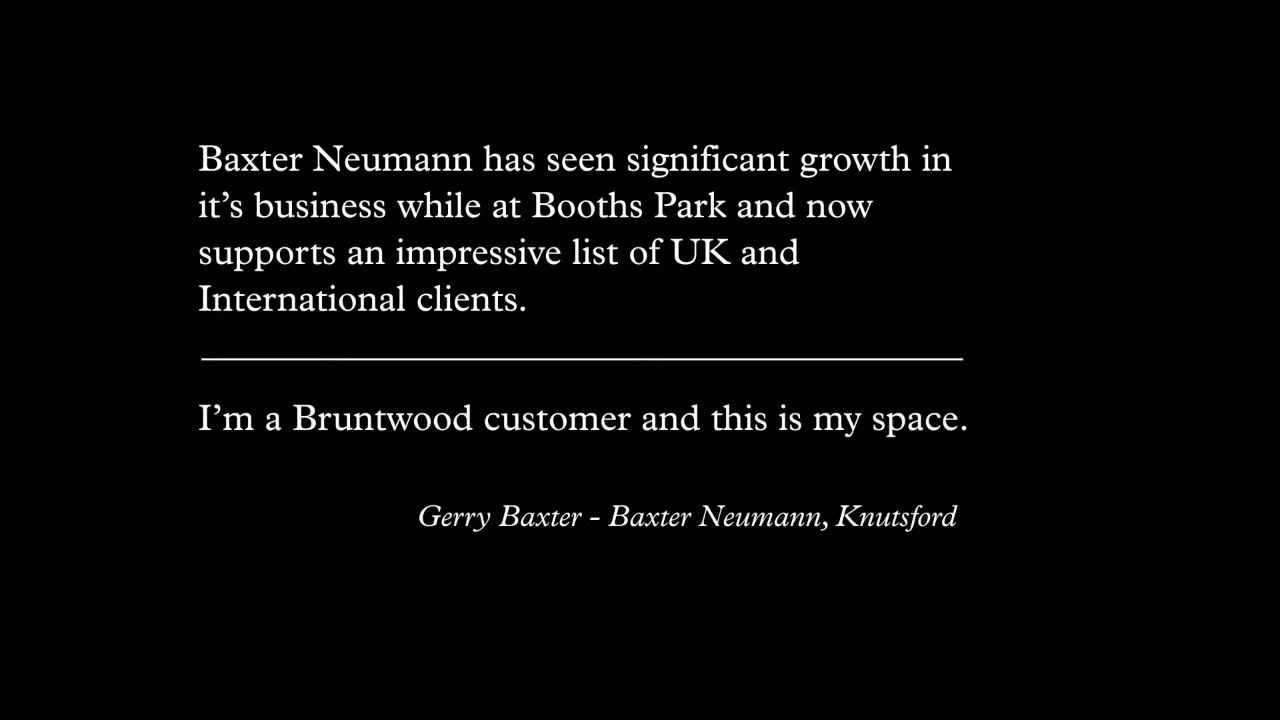 Baxter Neumann has seen significant growth in
it’s business while at Booths Park and now
supports an impressive list of UK and
International clients.
I’m a Bruntwood customer and this is my space.
Gerry Baxter - Baxter Neumann, Knutsford